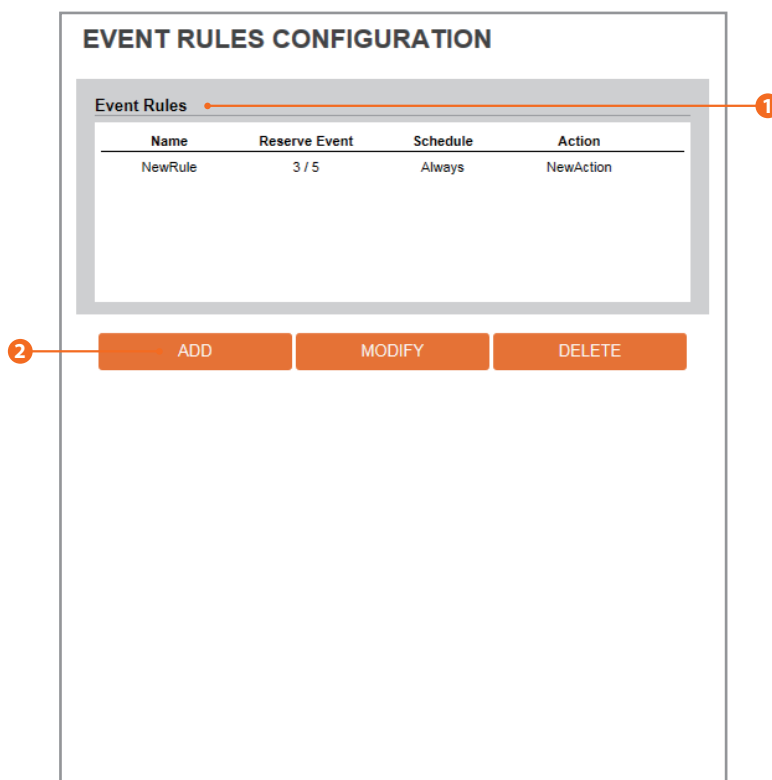 EVENT RULES CONFIGURATION
Event Rules
1
Name Reserve Event Schedule Action
NewRule 3 / 5 Always NewAction
2
ADD MODIFY DELETE